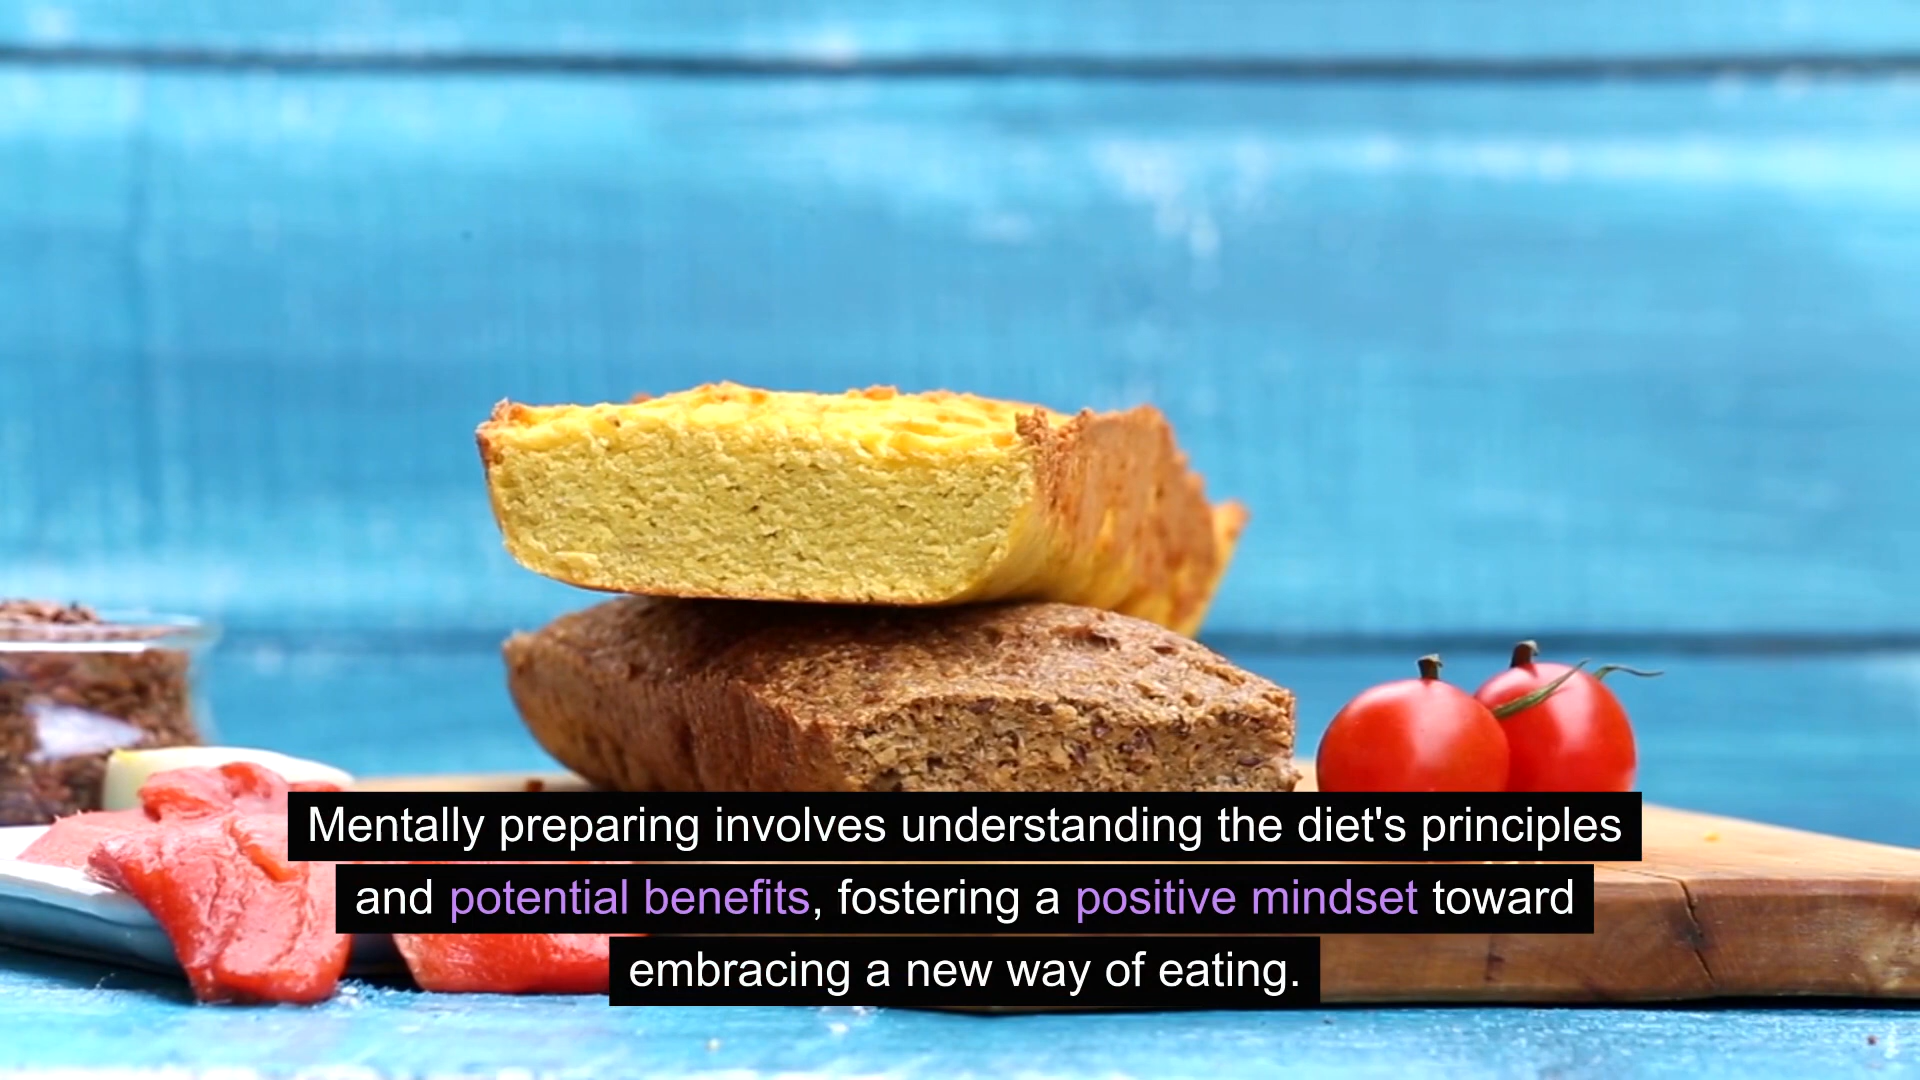 Mentally preparing involves understanding the diet's principles
and potential benefits, fostering a positive mindset toward
embracing a new way of eating.